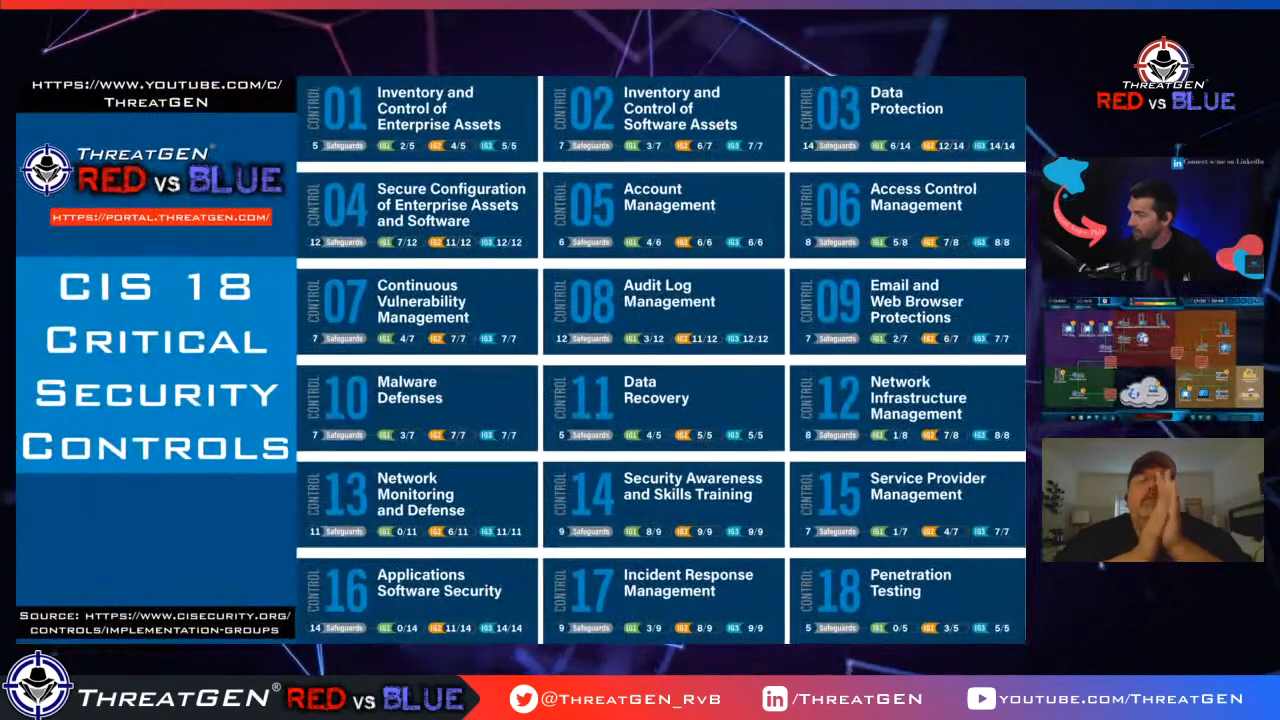 HTTPS://WWW.YOUTUBE.COM/C/
THREATGEN
THREATGEN®
RED VS BLUE
HTTPS://PORTAL.THREATGEN.COM/
CIS 18
CRITICAL
SECURITY
CONTROLS
SOURCE: HTTPS://WWW.CISECURITY.ORG/
CONTROLS/IMPLEMENTATION-GROUPS
CONTROL 01
Inventory and
Control of
Enterprise Assets
5 Safeguards IG1 2/5 IG2 4/5 IG3 5/5
CONTROL 02
Inventory and
Control of
Software Assets
7 Safeguards IG1 3/7 IG2 6/7 IG3 7/7
CONTROL 03
Data
Protection
14 Safeguards IG1 6/14 IG2 12/14 IG3 14/14
CONTROL 04
Secure Configuration
of Enterprise Assets
and Software
12 Safeguards IG1 7/12 IG2 11/12 IG3 12/12
CONTROL 05
Account
Management
6 Safeguards IG1 4/6 IG2 6/6 IG3 6/6
CONTROL 06
Access Control
Management
8 Safeguards IG1 5/8 IG2 7/8 IG3 8/8
CONTROL 07
Continuous
Vulnerability
Management
7 Safeguards IG1 4/7 IG2 7/7 IG3 7/7
CONTROL 08
Audit Log
Management
12 Safeguards IG1 3/12 IG2 11/12 IG3 12/12
CONTROL 09
Email and
Web Browser
Protections
7 Safeguards IG1 2/7 IG2 6/7 IG3 7/7
CONTROL 10
Malware
Defenses
7 Safeguards IG1 3/7 IG2 7/7 IG3 7/7
CONTROL 11
Data
Recovery
5 Safeguards IG1 4/5 IG2 5/5 IG3 5/5
CONTROL 12
Network
Infrastructure
Management
8 Safeguards IG1 1/8 IG2 7/8 IG3 8/8
CONTROL 13
Network
Monitoring
and Defense
11 Safeguards IG1 0/11 IG2 6/11 IG3 11/11
CONTROL 14
Security Awareness
and Skills Training
9 Safeguards IG1 8/9 IG2 9/9 IG3 9/9
CONTROL 15
Service Provider
Management
7 Safeguards IG1 1/7 IG2 4/7 IG3 7/7
CONTROL 16
Applications
Software Security
14 Safeguards IG1 0/14 IG2 11/14 IG3 14/14
CONTROL 17
Incident Response
Management
9 Safeguards IG1 3/9 IG2 8/9 IG3 9/9
CONTROL 18
Penetration
Testing
5 Safeguards IG1 0/5 IG2 3/5 IG3 5/5
THREATGEN®
RED VS BLUE
in Connect w/me on LinkedIn
THREATGEN® RED VS BLUE
@THREATGEN_RVB
in /THREATGEN
YOUTUBE.COM/THREATGEN